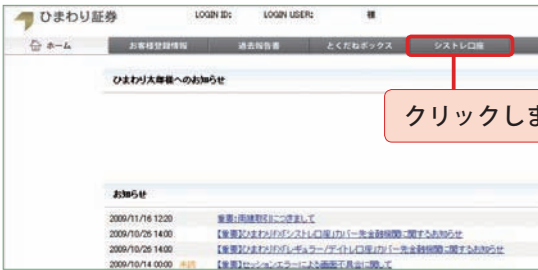 ひまわり証券
LOGIN ID: LOGIN USER: 様
ホーム お客様登録情報 過去報告書 とくだねボックス シストレ口座
ひまわり太郎様へのお知らせ
クリックしま
お知らせ
2009/11/16 12:20 重要:両建取引につきまして
2009/10/26 14:00 【重要】ひまわりFX「シストレ口座」カバー先金融機関に関するお知らせ
2009/10/26 14:00 【重要】ひまわりFX「レギュラー/デイトレ口座」カバー先金融機関に関するお知らせ
2009/10/14 00:00 未読 【重要】セッションエラーによる画面不具合に関して